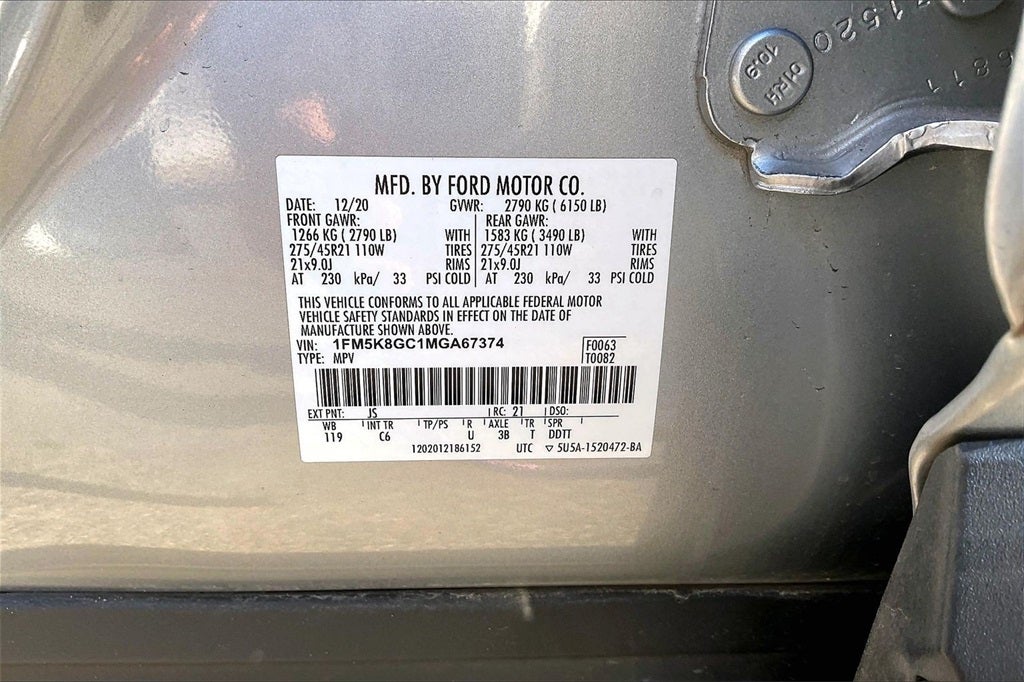 71520
6811
10.9
D1RH
MFD. BY FORD MOTOR CO.
DATE: 12/20 GVWR: 2790 KG ( 6150 LB)
FRONT GAWR: REAR GAWR:
1266 KG ( 2790 LB) WITH 1583 KG ( 3490 LB) WITH
275/45R21 110W TIRES 275/45R21 110W TIRES
21x9.0J RIMS 21x9.0J RIMS
AT 230 kPa/ 33 PSI COLD AT 230 kPa/ 33 PSI COLD
THIS VEHICLE CONFORMS TO ALL APPLICABLE FEDERAL MOTOR
VEHICLE SAFETY STANDARDS IN EFFECT ON THE DATE OF
MANUFACTURE SHOWN ABOVE.
VIN: 1FM5K8GC1MGA67374 F0063
TYPE: MPV T0082
EXT PNT: JS RC: 21 DSO:
WB INT TR TP/PS R AXLE TR SPR
119 C6 U 3B T DDTT
1202012186152 UTC ▽ 5U5A-1520472-BA